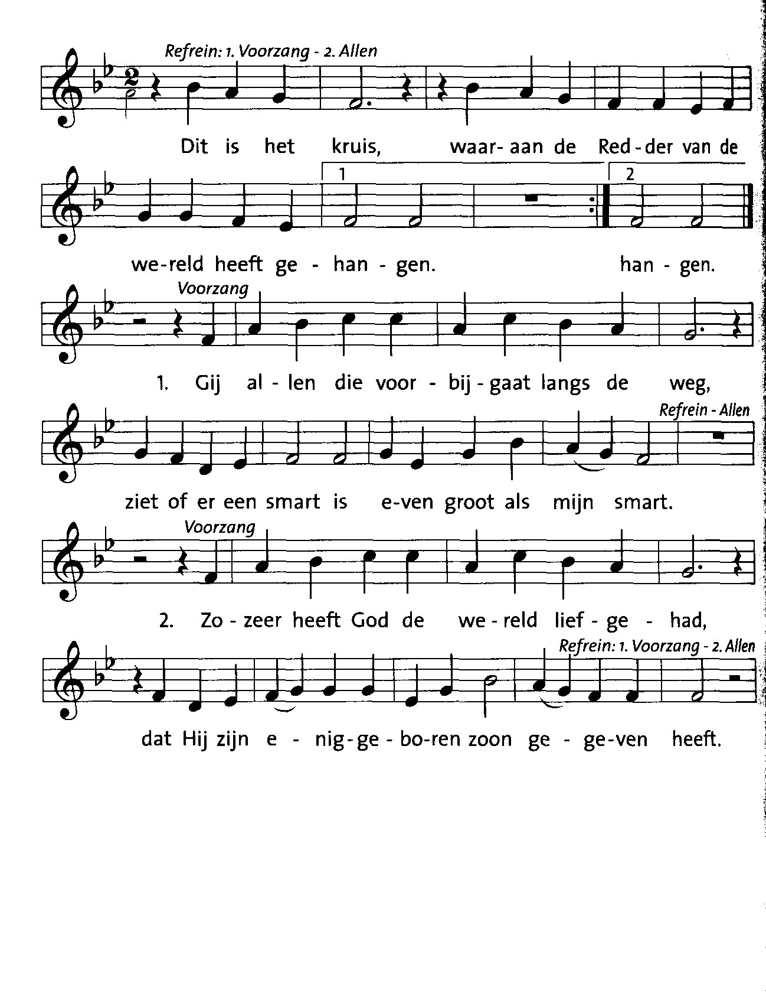 Refrein: 1. Voorzang - 2. Allen
2
Dit is het kruis, waar- aan de Red - der van de
1 2
we-reld heeft ge - han - gen. han - gen.
Voorzang
1. Gij al - len die voor - bij - gaat langs de weg,
Refrein - Allen
ziet of er een smart is e-ven groot als mijn smart.
Voorzang
2. Zo - zeer heeft God de we - reld lief - ge - had,
Refrein: 1. Voorzang - 2. Allen
dat Hij zijn e - nig-ge - bo-ren zoon ge - ge-ven heeft.